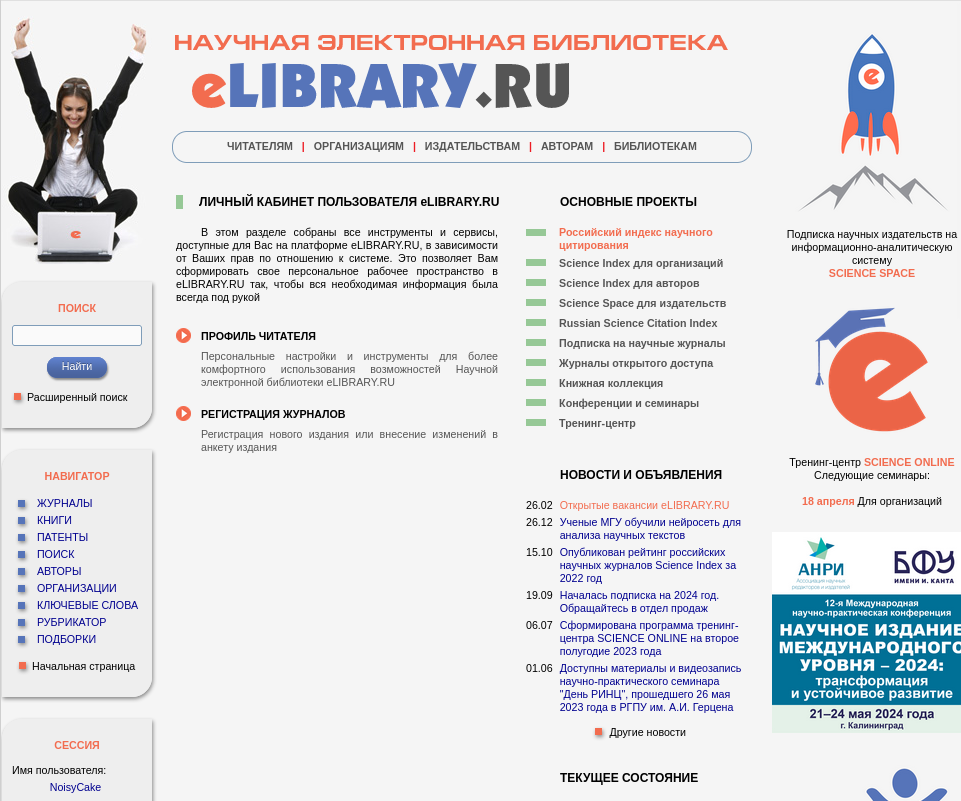 НАУЧНАЯ ЭЛЕКТРОННАЯ БИБЛИОТЕКА
eLIBRARY.RU
ЧИТАТЕЛЯМ | ОРГАНИЗАЦИЯМ | ИЗДАТЕЛЬСТВАМ | АВТОРАМ | БИБЛИОТЕКАМ
ПОИСК
Найти
Расширенный поиск
НАВИГАТОР
ЖУРНАЛЫ
КНИГИ
ПАТЕНТЫ
ПОИСК
АВТОРЫ
ОРГАНИЗАЦИИ
КЛЮЧЕВЫЕ СЛОВА
РУБРИКАТОР
ПОДБОРКИ
Начальная страница
СЕССИЯ
Имя пользователя:
NoisyCake
ЛИЧНЫЙ КАБИНЕТ ПОЛЬЗОВАТЕЛЯ eLIBRARY.RU
В этом разделе собраны все инструменты и сервисы,
доступные для Вас на платформе eLIBRARY.RU, в зависимости
от Ваших прав по отношению к системе. Это позволяет Вам
сформировать свое персональное рабочее пространство в
eLIBRARY.RU так, чтобы вся необходимая информация была
всегда под рукой
ПРОФИЛЬ ЧИТАТЕЛЯ
Персональные настройки и инструменты для более
комфортного использования возможностей Научной
электронной библиотеки eLIBRARY.RU
РЕГИСТРАЦИЯ ЖУРНАЛОВ
Регистрация нового издания или внесение изменений в
анкету издания
ОСНОВНЫЕ ПРОЕКТЫ
Российский индекс научного
цитирования
Science Index для организаций
Science Index для авторов
Science Space для издательств
Russian Science Citation Index
Подписка на научные журналы
Журналы открытого доступа
Книжная коллекция
Конференции и семинары
Тренинг-центр
НОВОСТИ И ОБЪЯВЛЕНИЯ
26.02 Открытые вакансии eLIBRARY.RU
26.12 Ученые МГУ обучили нейросеть для
анализа научных текстов
15.10 Опубликован рейтинг российских
научных журналов Science Index за
2022 год
19.09 Началась подписка на 2024 год.
Обращайтесь в отдел продаж
06.07 Сформирована программа тренинг-
центра SCIENCE ONLINE на второе
полугодие 2023 года
01.06 Доступны материалы и видеозапись
научно-практического семинара
"День РИНЦ", прошедшего 26 мая
2023 года в РГПУ им. А.И. Герцена
Другие новости
ТЕКУЩЕЕ СОСТОЯНИЕ
Подписка научных издательств на
информационно-аналитическую
систему
SCIENCE SPACE
Тренинг-центр SCIENCE ONLINE
Следующие семинары:
18 апреля Для организаций
АНРИ
Ассоциация научных
редакторов и издателей
БФУ
ИМЕНИ И. КАНТА
12-я Международная
научно-практическая конференция
НАУЧНОЕ ИЗДАНИЕ
МЕЖДУНАРОДНОГО
УРОВНЯ – 2024:
трансформация
и устойчивое развитие
21–24 мая 2024 года
г. Калининград